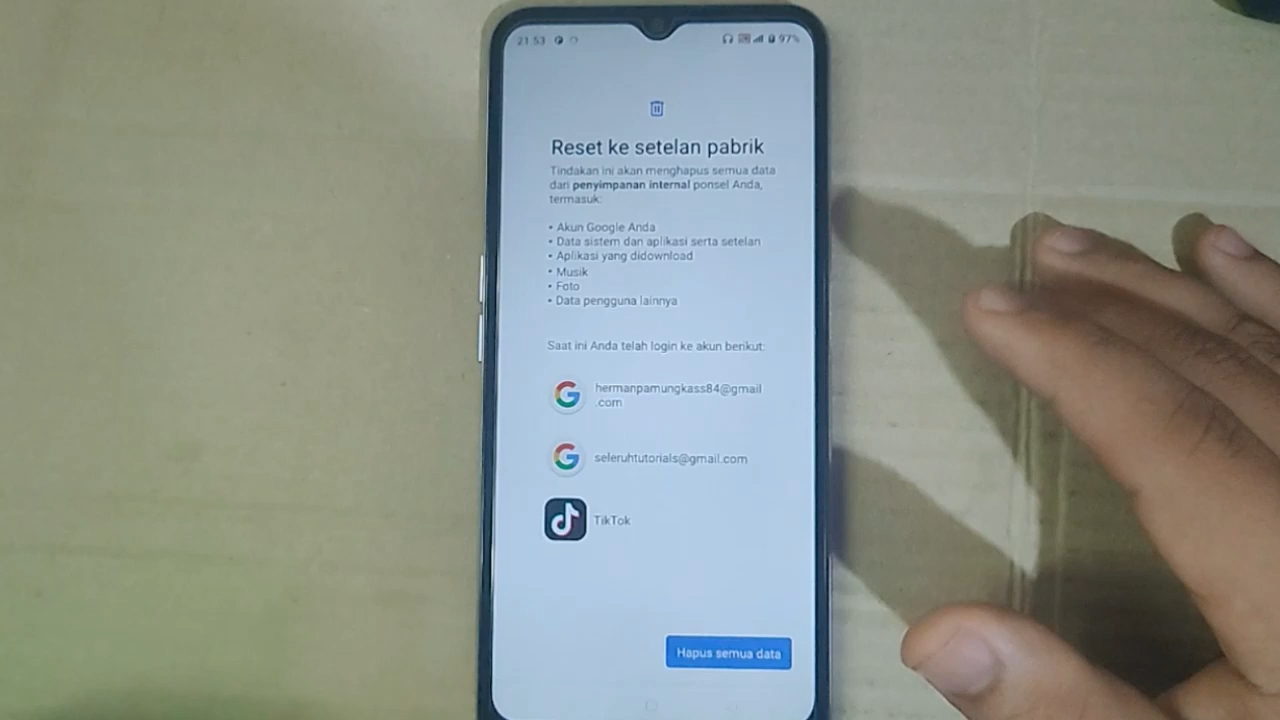 21 53
97%
Reset ke setelan pabrik
Tindakan ini akan menghapus semua data
dari penyimpanan internal ponsel Anda,
termasuk:
• Akun Google Anda
• Data sistem dan aplikasi serta setelan
• Aplikasi yang didownload
• Musik
• Foto
• Data pengguna lainnya
Saat ini Anda telah login ke akun berikut:
hermanpamungkass84@gmail
.com
seleruhtutorials@gmail.com
TikTok
Hapus semua data